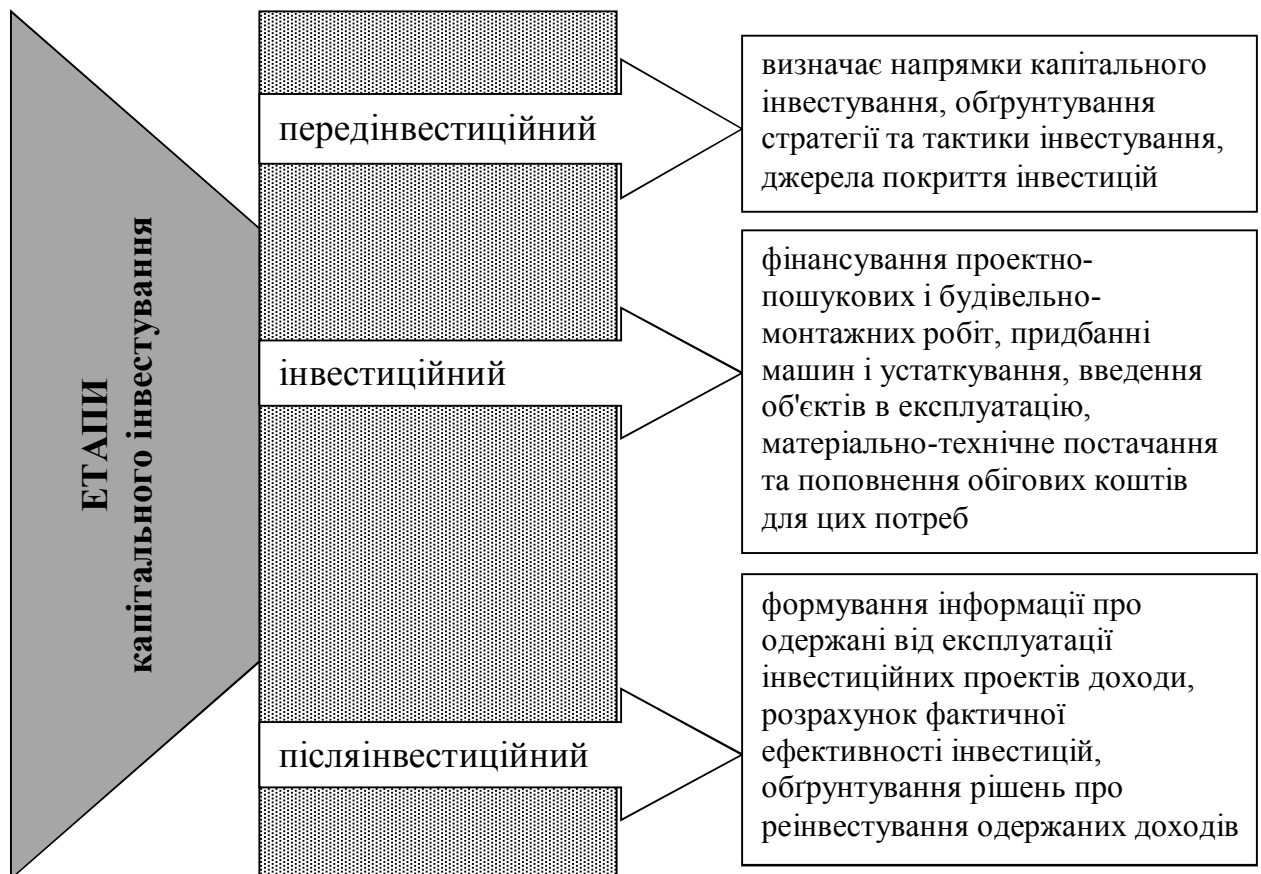 ЕТАПИ
капітального інвестування
передінвестиційний
визначає напрямки капітального
інвестування, обґрунтування
стратегії та тактики інвестування,
джерела покриття інвестицій
інвестиційний
фінансування проектно-
пошукових і будівельно-
монтажних робіт, придбанні
машин і устаткування, введення
об'єктів в експлуатацію,
матеріально-технічне постачання
та поповнення обігових коштів
для цих потреб
післяінвестиційний
формування інформації про
одержані від експлуатації
інвестиційних проектів доходи,
розрахунок фактичної
ефективності інвестицій,
обґрунтування рішень про
реінвестування одержаних доходів